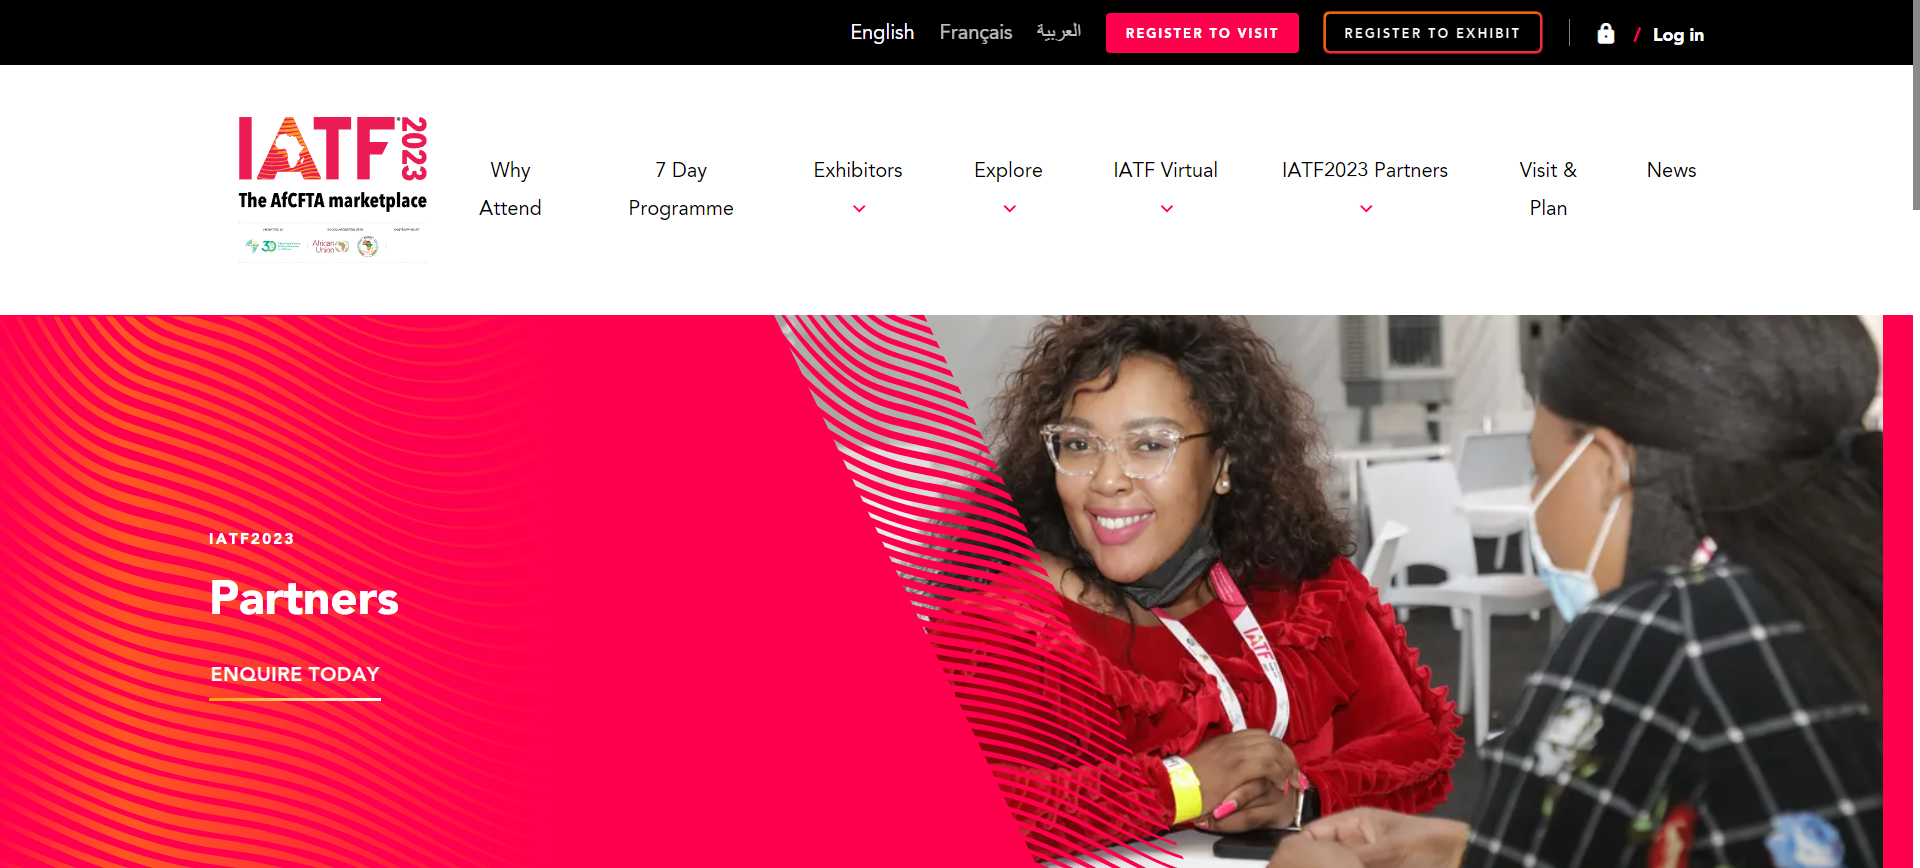 English Français العربية REGISTER TO VISIT REGISTER TO EXHIBIT / Log in
IATF 2023
The AfCFTA marketplace
African
Union
Why
Attend
7 Day
Programme
Exhibitors
Explore
IATF Virtual
IATF2023 Partners
Visit &
Plan
News
IATF2023
Partners
ENQUIRE TODAY
IATF